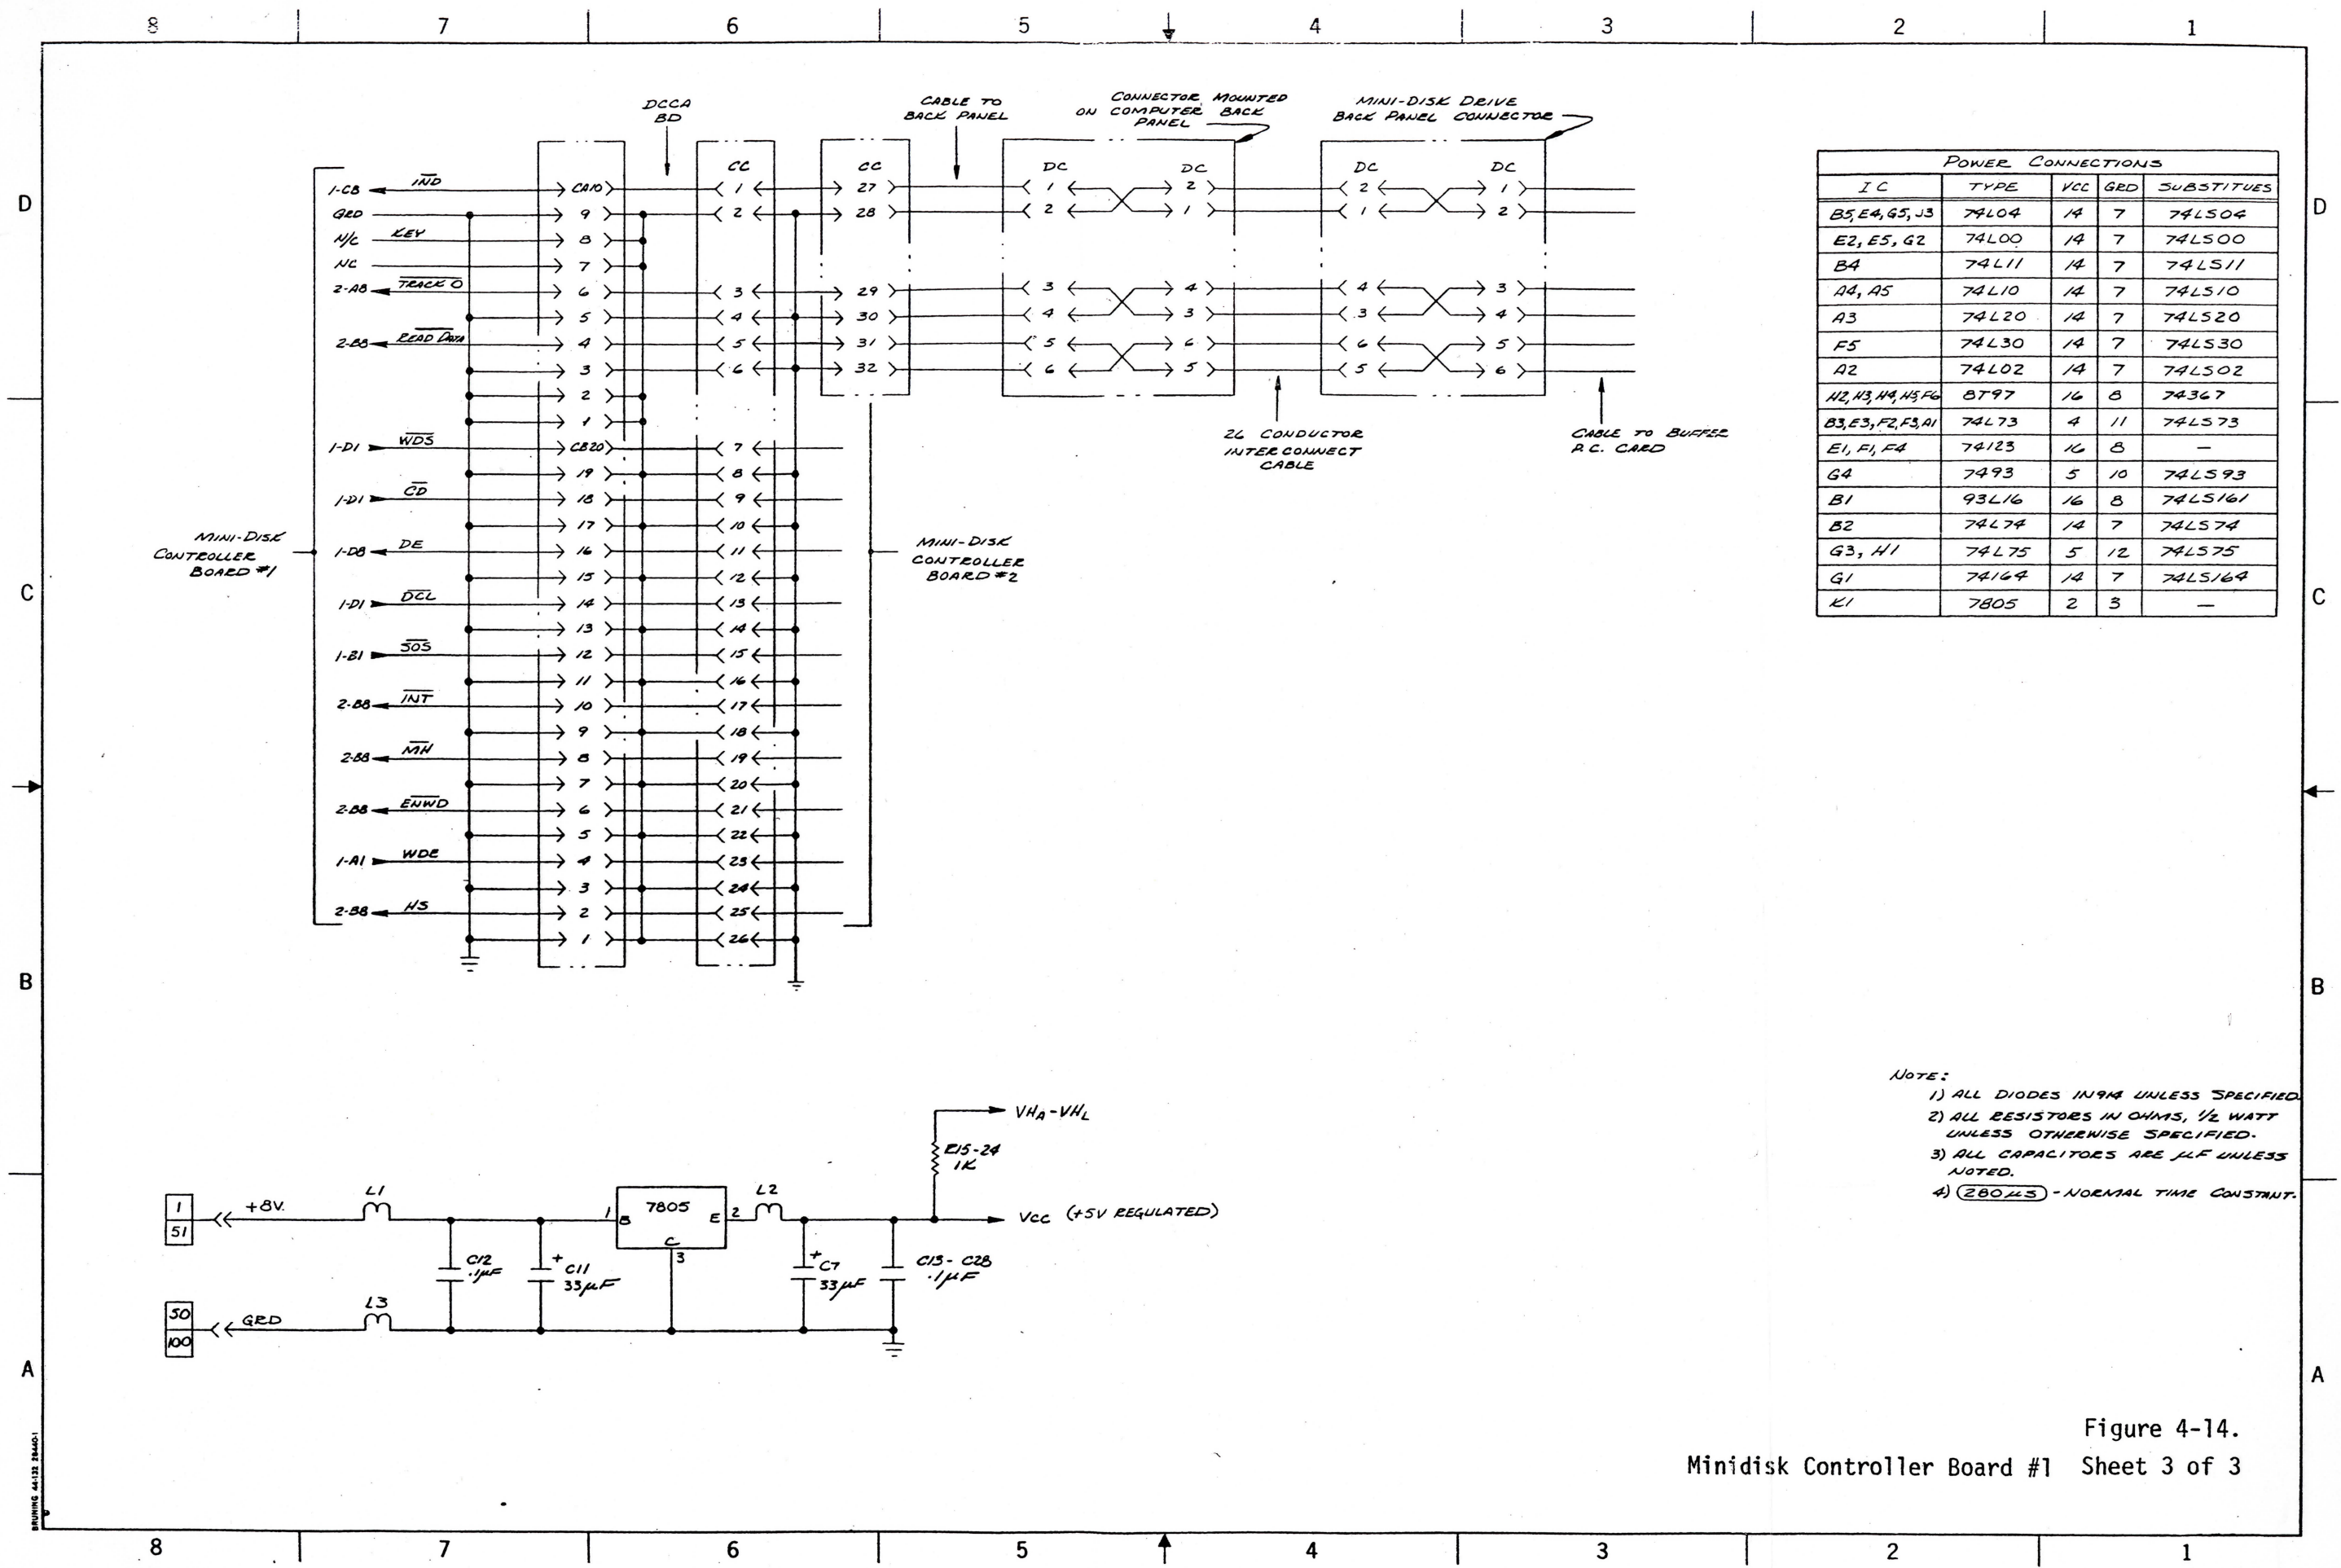 8 7 6 5 4 3 2 1
DCCA
BD
CABLE TO
BACK PANEL
CONNECTOR MOUNTED
ON COMPUTER BACK
PANEL
MINI-DISK DRIVE
BACK PANEL CONNECTOR
CC CC DC DC DC DC
1-C8 IND CA10 1 27 1 2 2 1
GRD 9 2 28 2 1 1 2
N/C KEY 8
NC 7
2-A8 TRACK 0 6 3 29 3 4 4 3
5 4 30 4 3 3 4
2-B8 READ DATA 4 5 31 5 6 6 5
3 6 32 6 5 5 6
2
1
1-D1 WDS CB20 7
19 8
1-D1 CD 18 9
17 10
1-D8 DE 16 11
15 12
1-D1 DCL 14 13
13 14
1-B1 SOS 12 15
11 16
2-B8 INT 10 17
9 18
2-B8 MH 8 19
7 20
2-B8 ENWD 6 21
5 22
1-A1 WDE 4 23
3 24
2-B8 HS 2 25
1 26
MINI-DISK
CONTROLLER
BOARD #1
MINI-DISK
CONTROLLER
BOARD #2
26 CONDUCTOR
INTER CONNECT
CABLE
CABLE TO BUFFER
P.C. CARD
POWER CONNECTIONS
IC TYPE VCC GRD SUBSTITUES
B5, E4, G5, J3 74L04 14 7 74LS04
E2, E5, G2 74L00 14 7 74LS00
B4 74L11 14 7 74LS11
A4, A5 74L10 14 7 74LS10
A3 74L20 14 7 74LS20
F5 74L30 14 7 74LS30
A2 74L02 14 7 74LS02
H2, H3, H4, H5, F6 8T97 16 8 74367
B3, E3, F2, F3, A1 74L73 4 11 74LS73
E1, F1, F4 74123 16 8 —
G4 7493 5 10 74LS93
B1 93L16 16 8 74LS161
B2 74L74 14 7 74LS74
G3, H1 74L75 5 12 74LS75
G1 74164 14 7 74LS164
K1 7805 2 3 —
D D
C C
B B
A A
NOTE:
1) ALL DIODES IN914 UNLESS SPECIFIED
2) ALL RESISTORS IN OHMS, 1/2 WATT
UNLESS OTHERWISE SPECIFIED.
3) ALL CAPACITORS ARE µF UNLESS
NOTED.
4) 280 µS - NORMAL TIME CONSTANT.
VHA-VHL
R15-24
1K
1
51
+8V.
L1
1 B 7805 E 2
C
3
L2
VCC (+5V REGULATED)
C12
.1µF
+
C11
33µF
+
C7
33µF
C13-C28
.1µF
50
100
GRD
L3
Figure 4-14.
Minidisk Controller Board #1 Sheet 3 of 3
BRUNING 44-132 28440-1
8 7 6 5 4 3 2 1